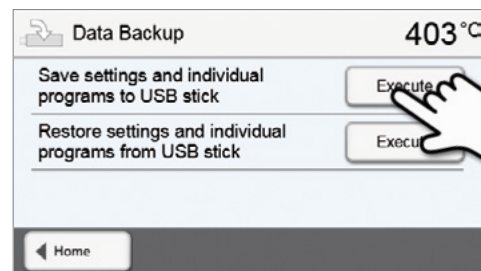 Data Backup 403°C
Save settings and individual
programs to USB stick
Execute
Restore settings and individual
programs from USB stick
Home